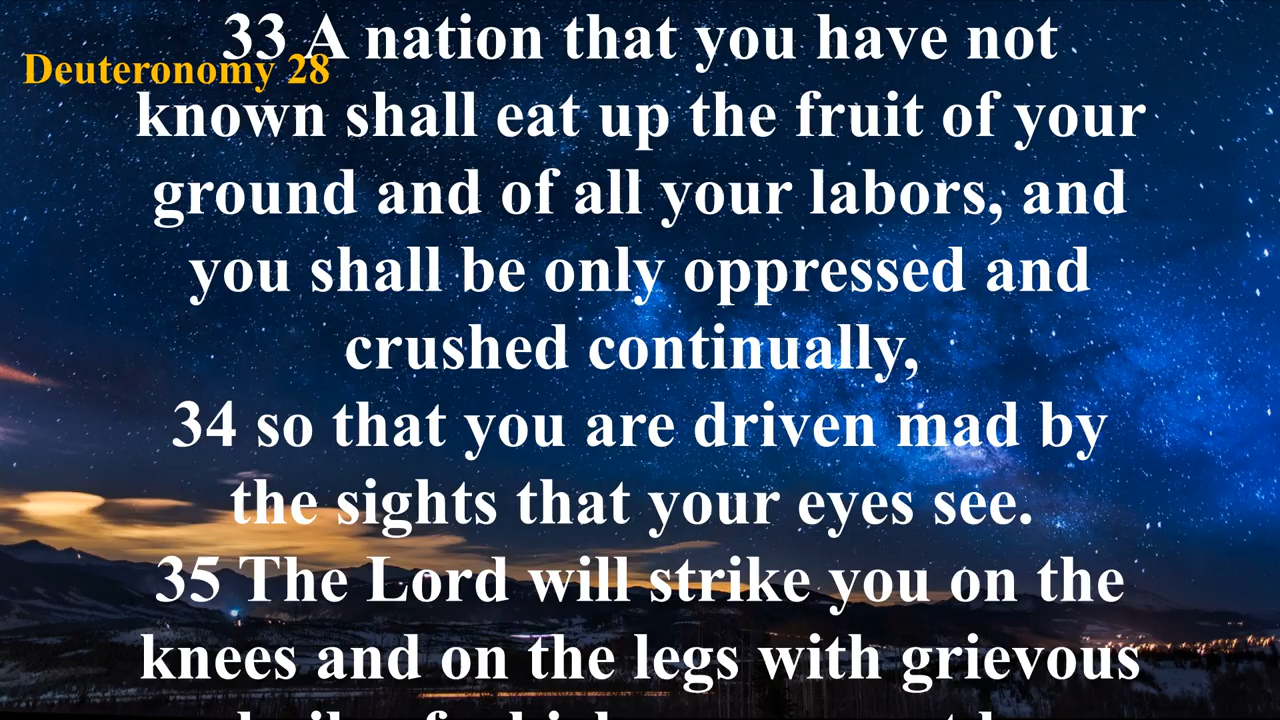 33 A nation that you have not
Deuteronomy 28
known shall eat up the fruit of your
ground and of all your labors, and
you shall be only oppressed and
crushed continually,
34 so that you are driven mad by
the sights that your eyes see.
35 The Lord will strike you on the
knees and on the legs with grievous